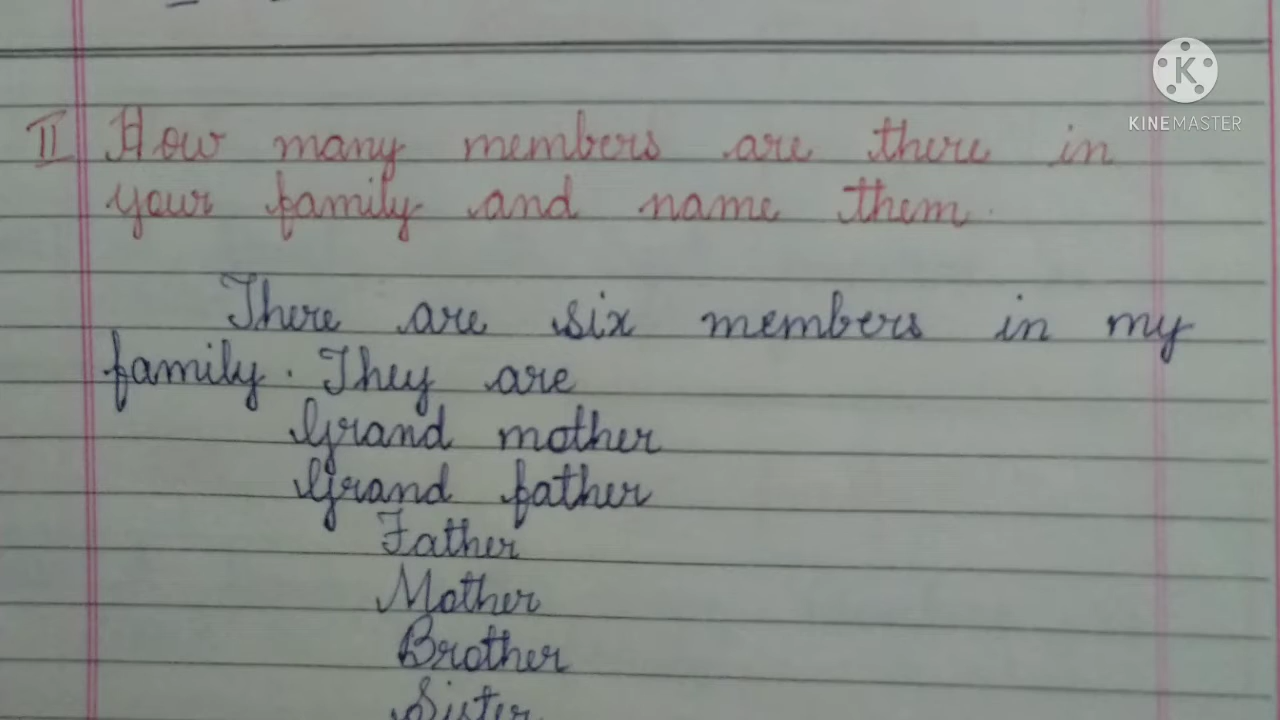 K
KINEMASTER
II How many members are there in
your family and name them.
There are six members in my
family. They are
Grand mother
Grand father
Father
Mother
Brother
Sister